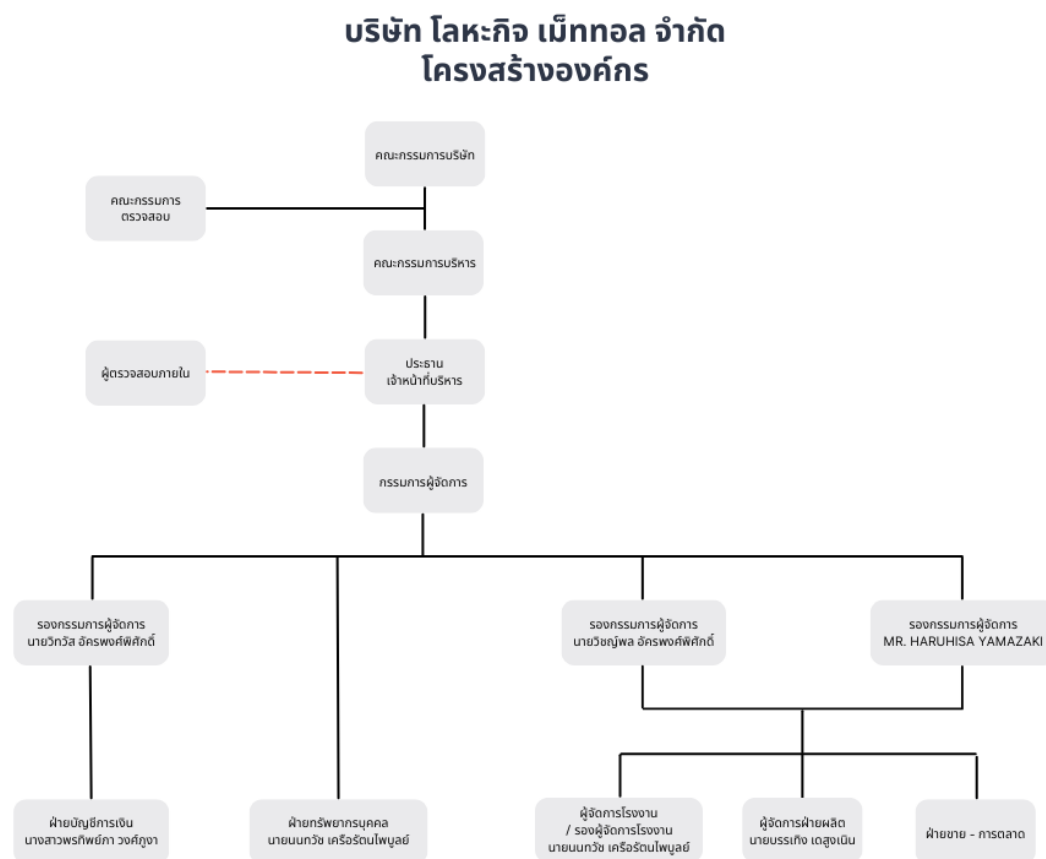 บริษัท โลหะกิจ เม็ททอล จำกัด
โครงสร้างองค์กร
คณะกรรมการบริษัท
คณะกรรมการ
ตรวจสอบ
คณะกรรมการบริหาร
ผู้ตรวจสอบภายใน
ประธาน
เจ้าหน้าที่บริหาร
กรรมการผู้จัดการ
รองกรรมการผู้จัดการ
นายวิทวัส อัครพงศ์พิศักดิ์
รองกรรมการผู้จัดการ
นายวิชญ์พล อัครพงศ์พิศักดิ์
รองกรรมการผู้จัดการ
MR. HARUHISA YAMAZAKI
ฝ่ายบัญชีการเงิน
นางสาวพรทิพย์ภา วงศ์ภูงา
ฝ่ายทรัพยากรบุคคล
นายนนทวัช เครือรัตนไพบูลย์
ผู้จัดการโรงงาน
/ รองผู้จัดการโรงงาน
นายนนทวัช เครือรัตนไพบูลย์
ผู้จัดการฝ่ายผลิต
นายบรรเทิง เดสูงเนิน
ฝ่ายขาย - การตลาด